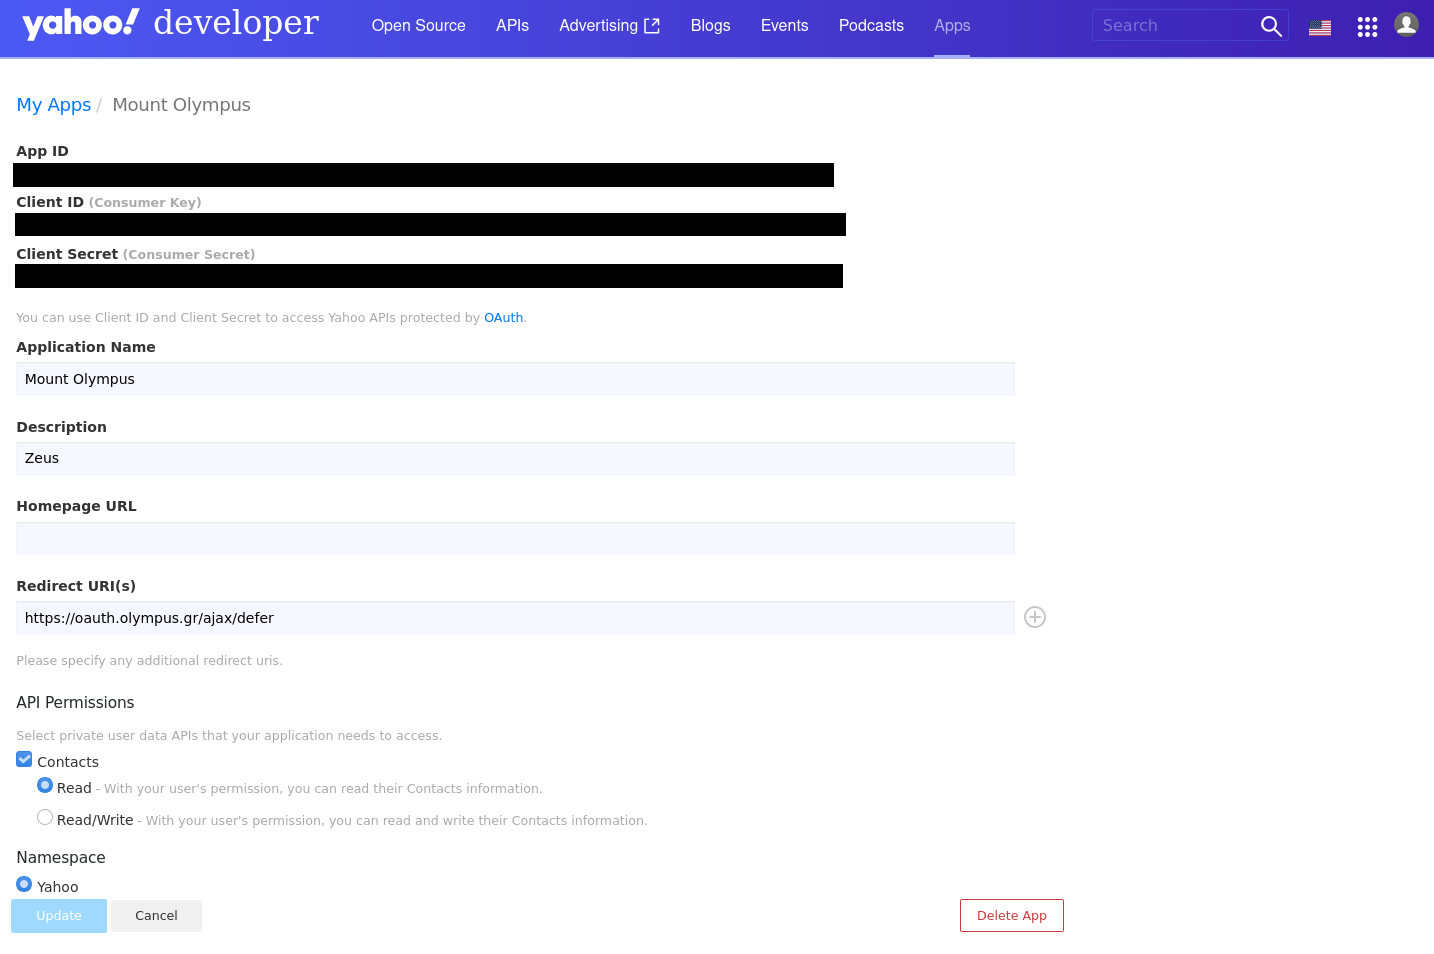 yahoo! developer Open Source APIs Advertising Blogs Events Podcasts Apps Search
My Apps / Mount Olympus
App ID
Client ID (Consumer Key)
Client Secret (Consumer Secret)
You can use Client ID and Client Secret to access Yahoo APIs protected by OAuth.
Application Name
Mount Olympus
Description
Zeus
Homepage URL
Redirect URI(s)
https://oauth.olympus.gr/ajax/defer
Please specify any additional redirect uris.
API Permissions
Select private user data APIs that your application needs to access.
Contacts
Read - With your user's permission, you can read their Contacts information.
Read/Write - With your user's permission, you can read and write their Contacts information.
Namespace
Yahoo
Update Cancel Delete App